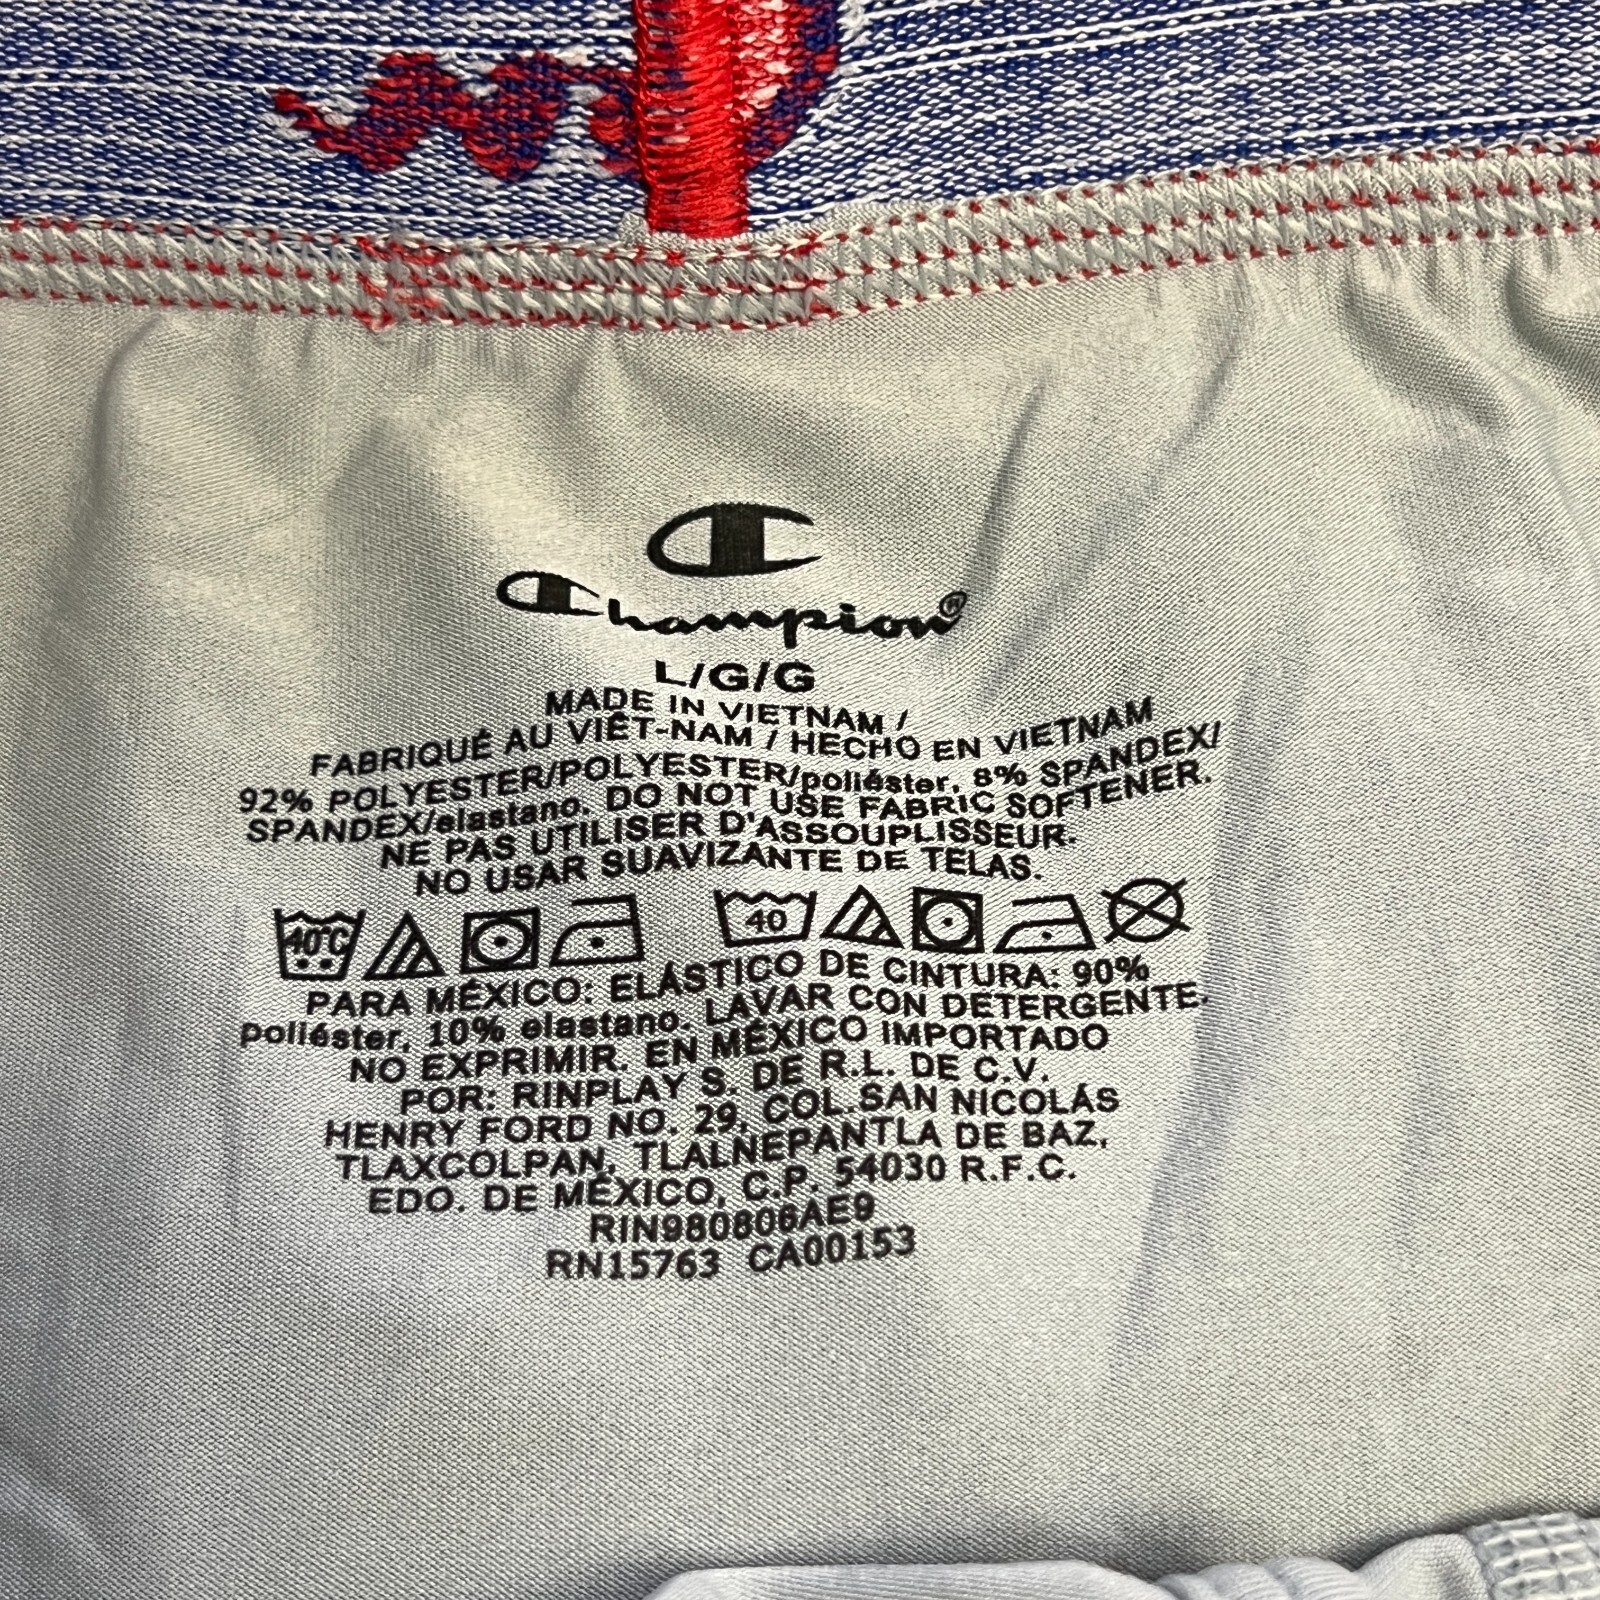 Champion®
L/G/G
MADE IN VIETNAM /
FABRIQUÉ AU VIÊT-NAM / HECHO EN VIETNAM
92% POLYESTER/POLYESTER/poliéster, 8% SPANDEX/
SPANDEX/elastano. DO NOT USE FABRIC SOFTENER.
NE PAS UTILISER D'ASSOUPLISSEUR.
NO USAR SUAVIZANTE DE TELAS.
40°C 40
PARA MÉXICO: ELÁSTICO DE CINTURA: 90%
poliéster, 10% elastano. LAVAR CON DETERGENTE.
NO EXPRIMIR. EN MÉXICO IMPORTADO
POR: RINPLAY S. DE R.L. DE C.V.
HENRY FORD NO. 29, COL.SAN NICOLÁS
TLAXCOLPAN, TLALNEPANTLA DE BAZ,
EDO. DE MÉXICO, C.P. 54030 R.F.C.
RIN980806AE9
RN15763 CA00153